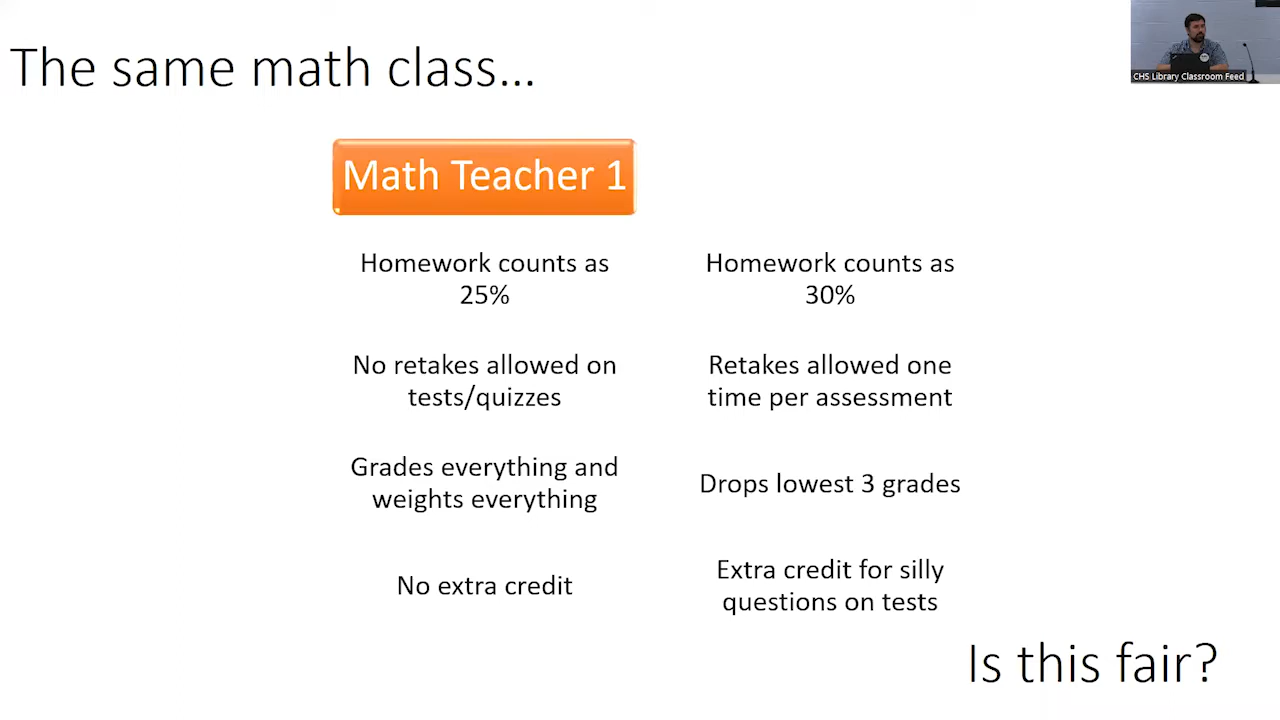 The same math class...
CHS Library Classroom Feed
Math Teacher 1
Homework counts as
25%
Homework counts as
30%
No retakes allowed on
tests/quizzes
Retakes allowed one
time per assessment
Grades everything and
weights everything
Drops lowest 3 grades
No extra credit
Extra credit for silly
questions on tests
Is this fair?